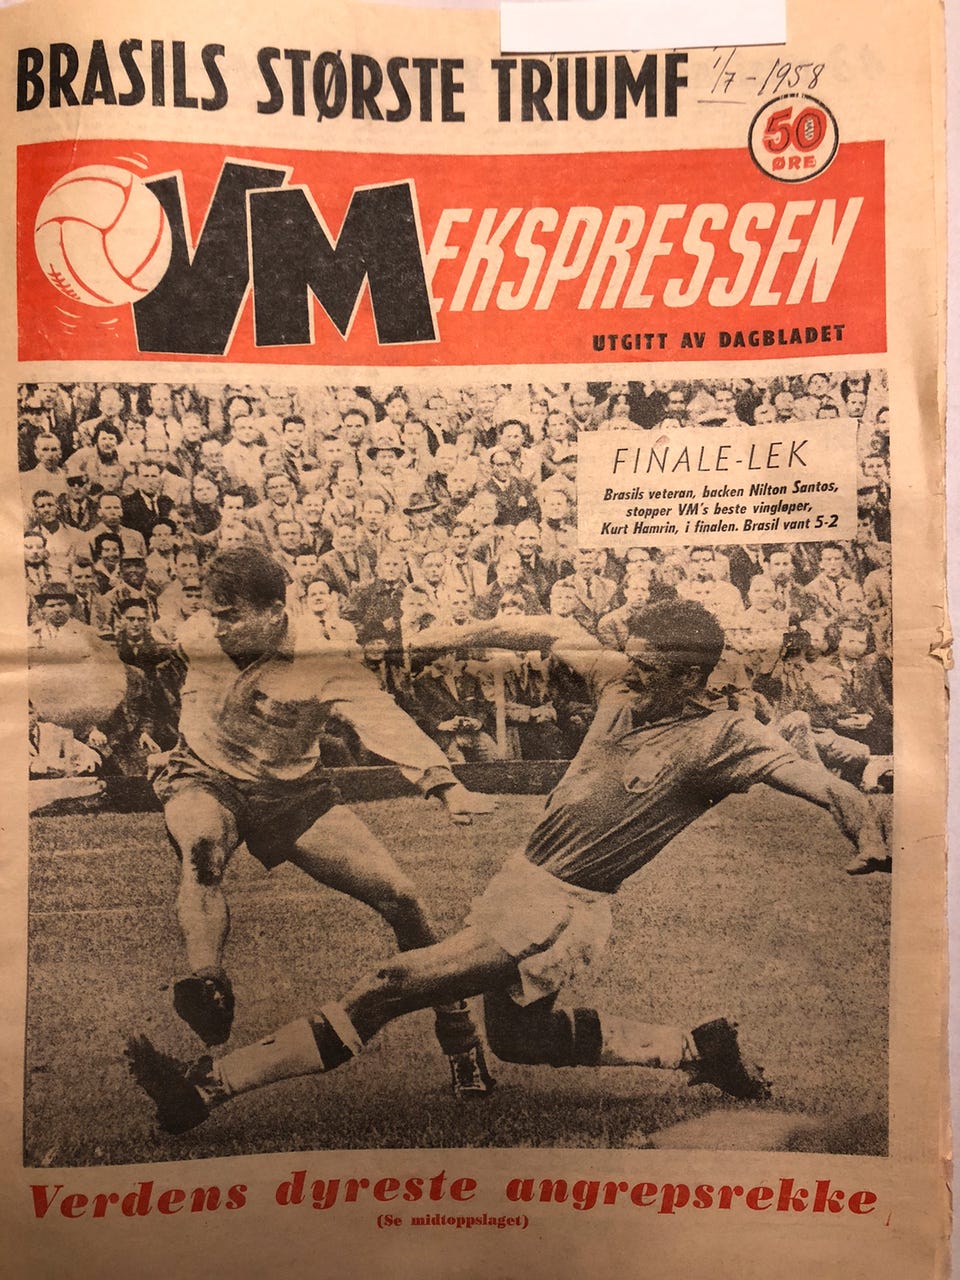 BRASILS STØRSTE TRIUMF
1/7 - 1958
50
ØRE
VM EKSPRESSEN
UTGITT AV DAGBLADET
FINALE-LEK
Brasils veteran, backen Nilton Santos,
stopper VM's beste vingløper,
Kurt Hamrin, i finalen. Brasil vant 5-2
Verdens dyreste angrepsrekke
(Se midtoppslaget)